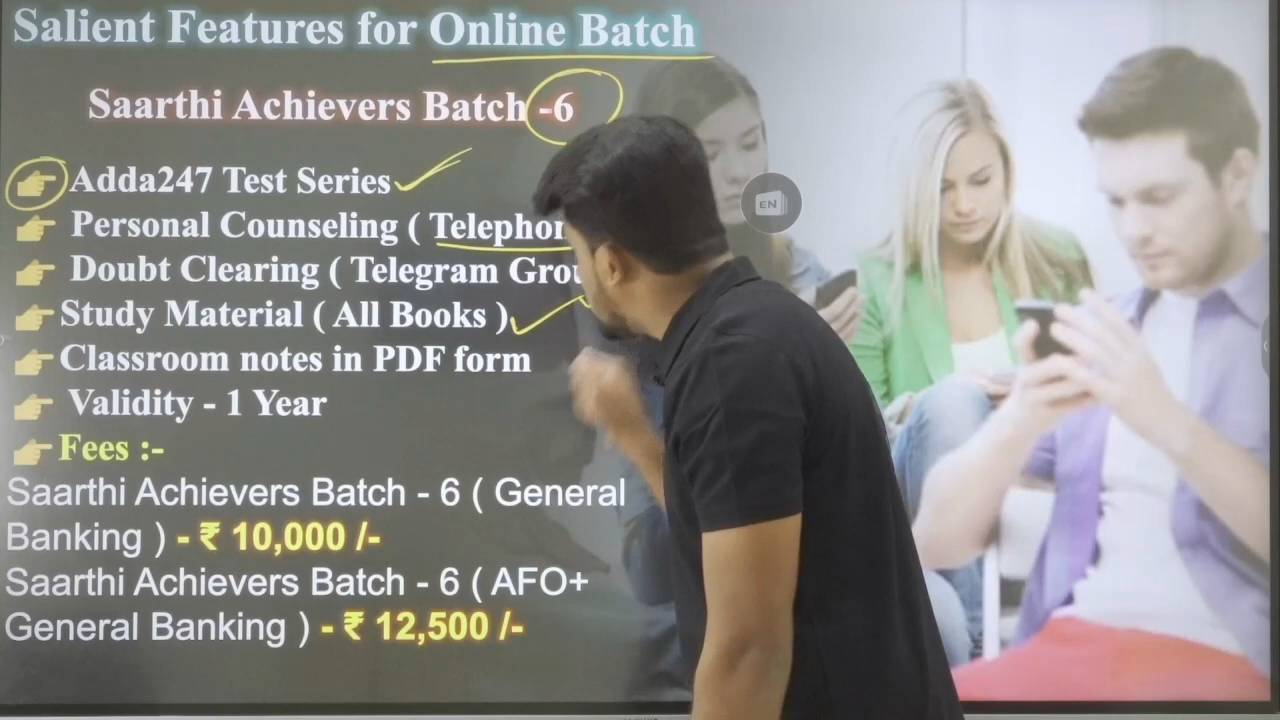 Salient Features for Online Batch
Saarthi Achievers Batch -6
Adda247 Test Series
Personal Counseling (
Doubt Clearing ( Telegram
Study Material ( All Books )
Classroom notes in PDF form
Validity - 1 Year
Fees :-
Saarthi Achievers Batch - 6 ( General
Banking ) - ₹ 10,000 /-
Saarthi Achievers Batch - 6 ( AFO+
General Banking ) - ₹ 12,500 /-
EN